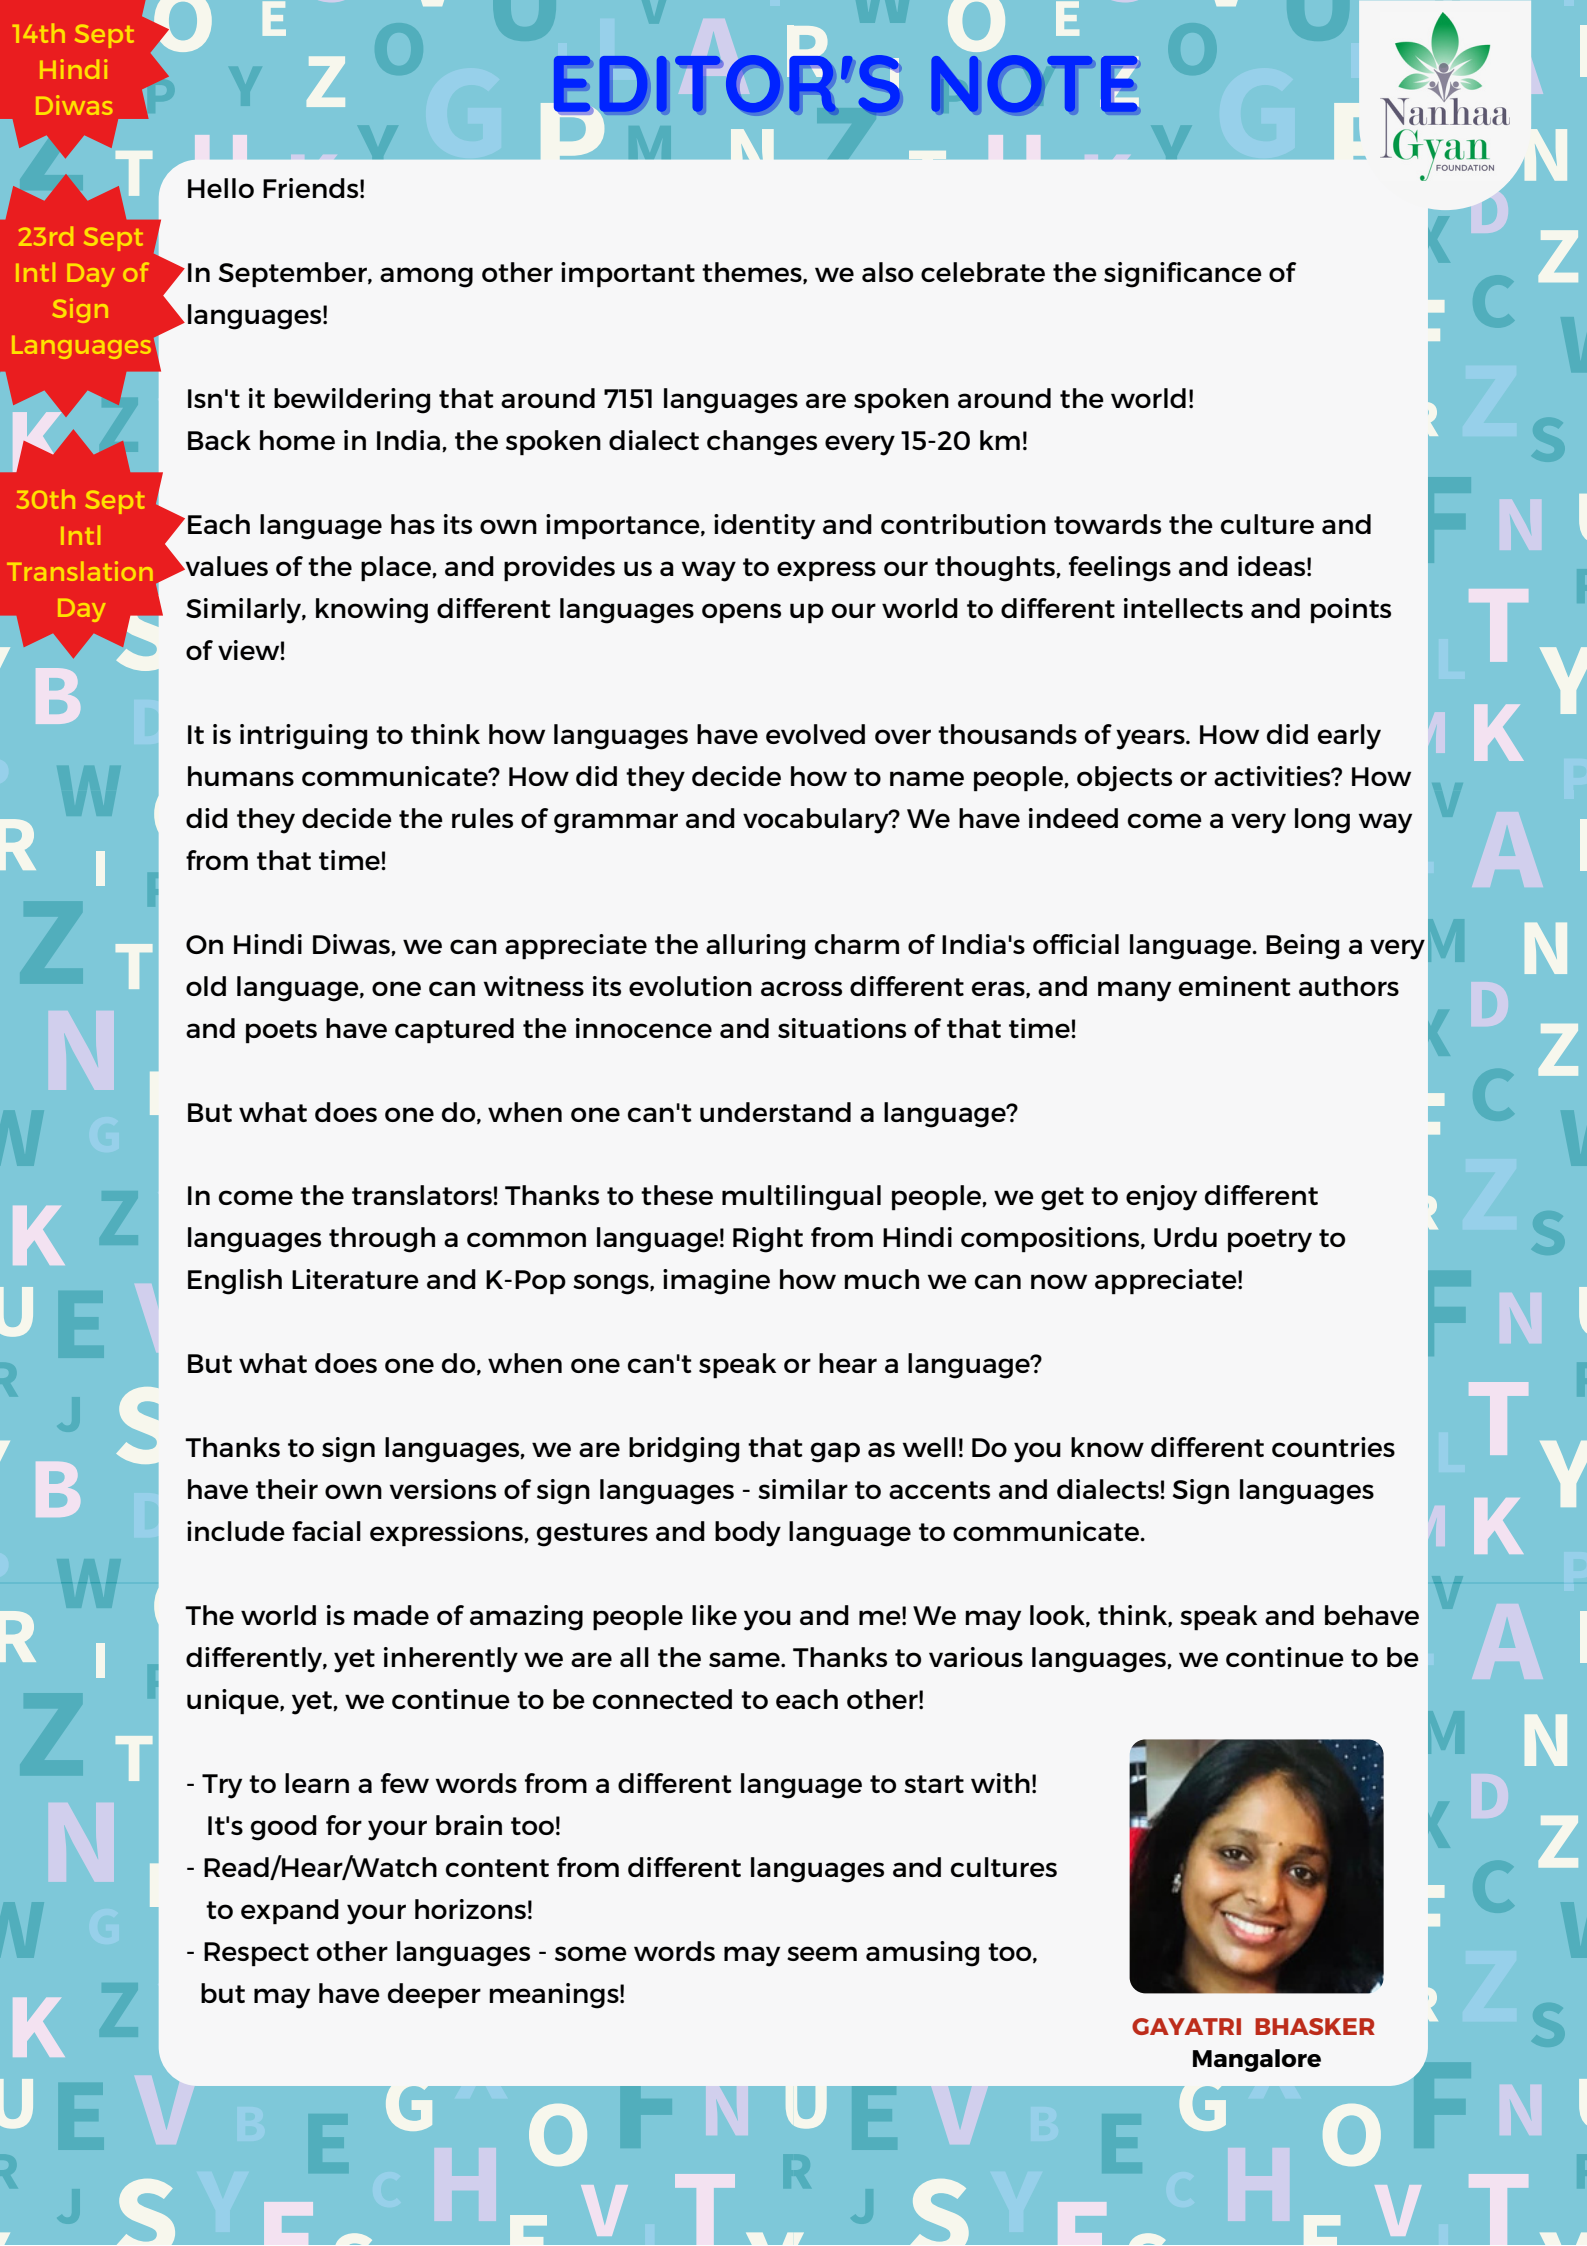 14th Sept
Hindi
Diwas
23rd Sept
Intl Day of
Sign
Languages
30th Sept
Intl
Translation
Day
EDITOR'S NOTE
Nanhaa
Gyan
FOUNDATION
Hello Friends!
In September, among other important themes, we also celebrate the significance of
languages!
Isn't it bewildering that around 7151 languages are spoken around the world!
Back home in India, the spoken dialect changes every 15-20 km!
Each language has its own importance, identity and contribution towards the culture and
values of the place, and provides us a way to express our thoughts, feelings and ideas!
Similarly, knowing different languages opens up our world to different intellects and points
of view!
It is intriguing to think how languages have evolved over thousands of years. How did early
humans communicate? How did they decide how to name people, objects or activities? How
did they decide the rules of grammar and vocabulary? We have indeed come a very long way
from that time!
On Hindi Diwas, we can appreciate the alluring charm of India's official language. Being a very
old language, one can witness its evolution across different eras, and many eminent authors
and poets have captured the innocence and situations of that time!
But what does one do, when one can't understand a language?
In come the translators! Thanks to these multilingual people, we get to enjoy different
languages through a common language! Right from Hindi compositions, Urdu poetry to
English Literature and K-Pop songs, imagine how much we can now appreciate!
But what does one do, when one can't speak or hear a language?
Thanks to sign languages, we are bridging that gap as well! Do you know different countries
have their own versions of sign languages - similar to accents and dialects! Sign languages
include facial expressions, gestures and body language to communicate.
The world is made of amazing people like you and me! We may look, think, speak and behave
differently, yet inherently we are all the same. Thanks to various languages, we continue to be
unique, yet, we continue to be connected to each other!
- Try to learn a few words from a different language to start with!
It's good for your brain too!
- Read/Hear/Watch content from different languages and cultures
to expand your horizons!
- Respect other languages - some words may seem amusing too,
but may have deeper meanings!
GAYATRI BHASKER
Mangalore